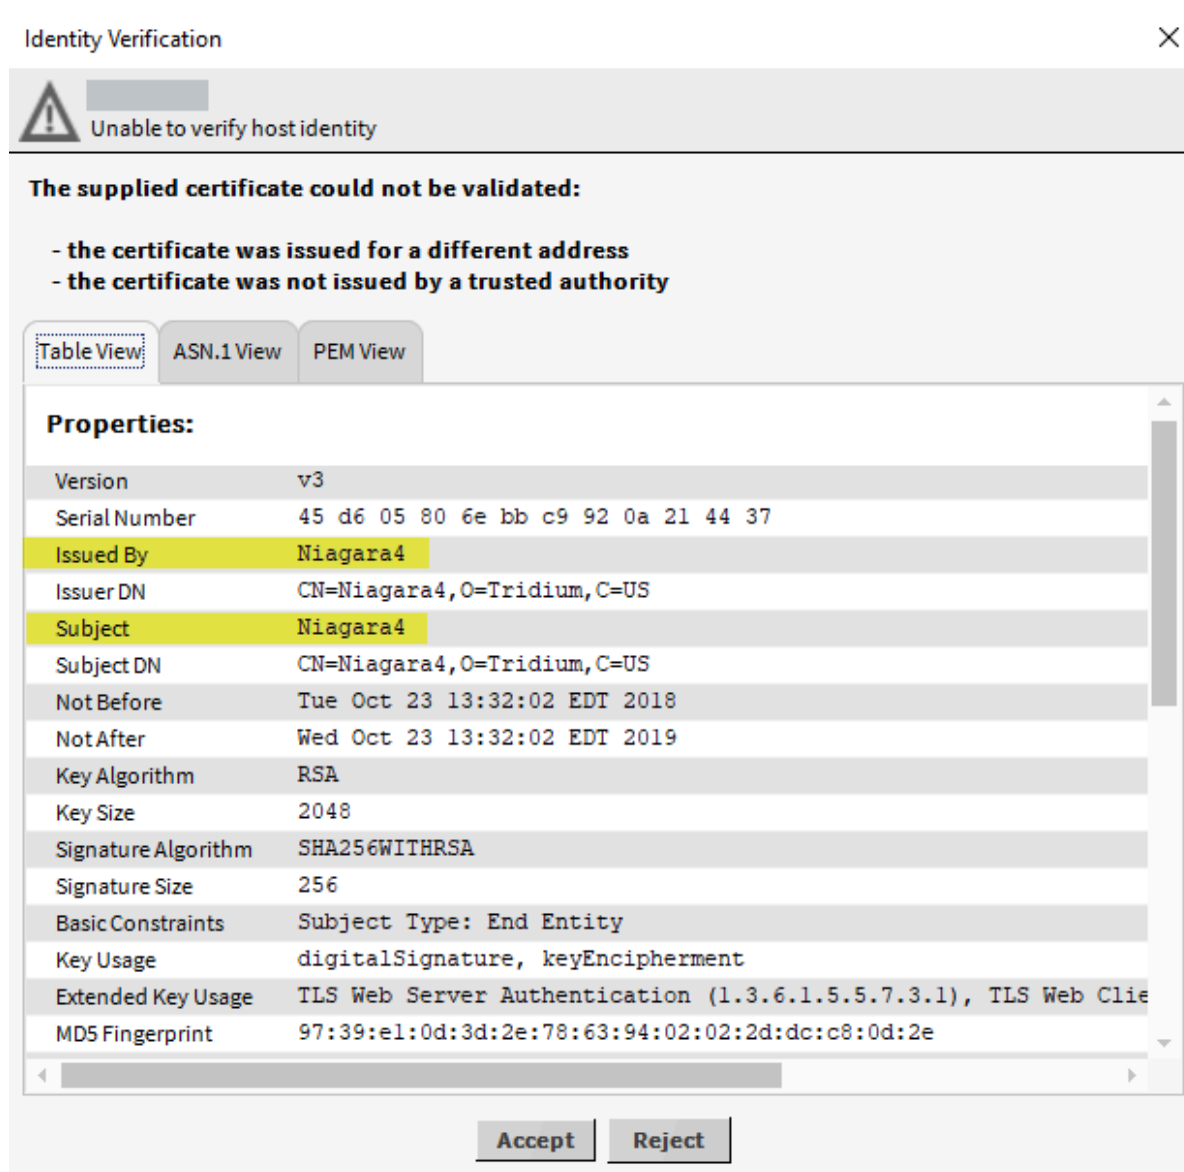 Identity Verification
Unable to verify host identity
The supplied certificate could not be validated:
- the certificate was issued for a different address
- the certificate was not issued by a trusted authority
Table View ASN.1 View PEM View
Properties:
Version v3
Serial Number 45 d6 05 80 6e bb c9 92 0a 21 44 37
Issued By Niagara4
Issuer DN CN=Niagara4,O=Tridium,C=US
Subject Niagara4
Subject DN CN=Niagara4,O=Tridium,C=US
Not Before Tue Oct 23 13:32:02 EDT 2018
Not After Wed Oct 23 13:32:02 EDT 2019
Key Algorithm RSA
Key Size 2048
Signature Algorithm SHA256WITHRSA
Signature Size 256
Basic Constraints Subject Type: End Entity
Key Usage digitalSignature, keyEncipherment
Extended Key Usage TLS Web Server Authentication (1.3.6.1.5.5.7.3.1), TLS Web Clie
MD5 Fingerprint 97:39:e1:0d:3d:2e:78:63:94:02:02:2d:dc:c8:0d:2e
Accept Reject